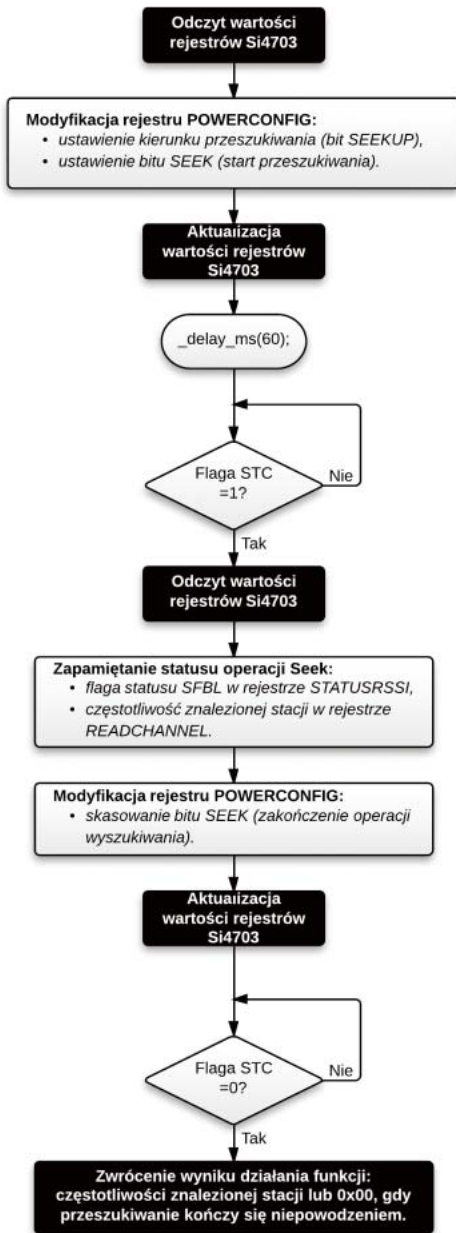 Odczyt wartości
rejestrów Si4703
Modyfikacja rejestru POWERCONFIG:
• ustawienie kierunku przeszukiwania (bit SEEKUP),
• ustawienie bitu SEEK (start przeszukiwania).
Aktualizacja
wartości rejestrów
Si4703
_delay_ms(60);
Flaga STC
=1?
Nie
Tak
Odczyt wartości
rejestrów Si4703
Zapamiętanie statusu operacji Seek:
• flaga statusu SFBL w rejestrze STATUSRSSI,
• częstotliwość znalezionej stacji w rejestrze
READCHANNEL.
Modyfikacja rejestru POWERCONFIG:
• skasowanie bitu SEEK (zakończenie operacji
wyszukiwania).
Aktualizacja
wartości rejestrów
Si4703
Flaga STC
=0?
Nie
Tak
Zwrócenie wyniku działania funkcji:
częstotliwości znalezionej stacji lub 0x00, gdy
przeszukiwanie kończy się niepowodzeniem.